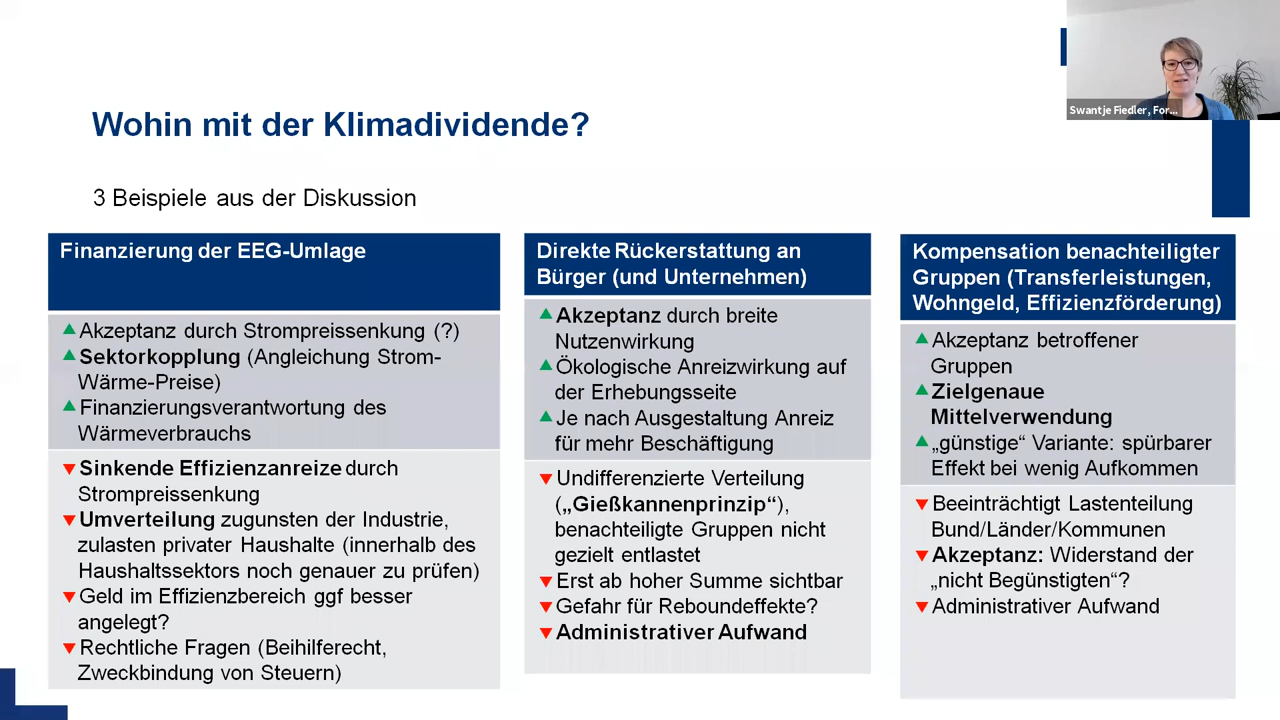 Swantje Fiedler, For...
Wohin mit der Klimadividende?
3 Beispiele aus der Diskussion
Finanzierung der EEG-Umlage
Akzeptanz durch Strompreissenkung (?)
Sektorkopplung (Angleichung Strom-
Wärme-Preise)
Finanzierungsverantwortung des
Wärmeverbrauchs
Sinkende Effizienzanreize durch
Strompreissenkung
Umverteilung zugunsten der Industrie,
zulasten privater Haushalte (innerhalb des
Haushaltssektors noch genauer zu prüfen)
Geld im Effizienbereich ggf besser
angelegt?
Rechtliche Fragen (Beihilferecht,
Zweckbindung von Steuern)
Direkte Rückerstattung an
Bürger (und Unternehmen)
Akzeptanz durch breite
Nutzenwirkung
Ökologische Anreizwirkung auf
der Erhebungsseite
Je nach Ausgestaltung Anreiz
für mehr Beschäftigung
Undifferenzierte Verteilung
(„Gießkannenprinzip“),
benachteiligte Gruppen nicht
gezielt entlastet
Erst ab hoher Summe sichtbar
Gefahr für Reboundeffekte?
Administrativer Aufwand
Kompensation benachteiligter
Gruppen (Transferleistungen,
Wohngeld, Effizienzförderung)
Akzeptanz betroffener
Gruppen
Zielgenaue
Mittelverwendung
„günstige“ Variante: spürbarer
Effekt bei wenig Aufkommen
Beeinträchtigt Lastenteilung
Bund/Länder/Kommunen
Akzeptanz: Widerstand der
„nicht Begünstigten“?
Administrativer Aufwand